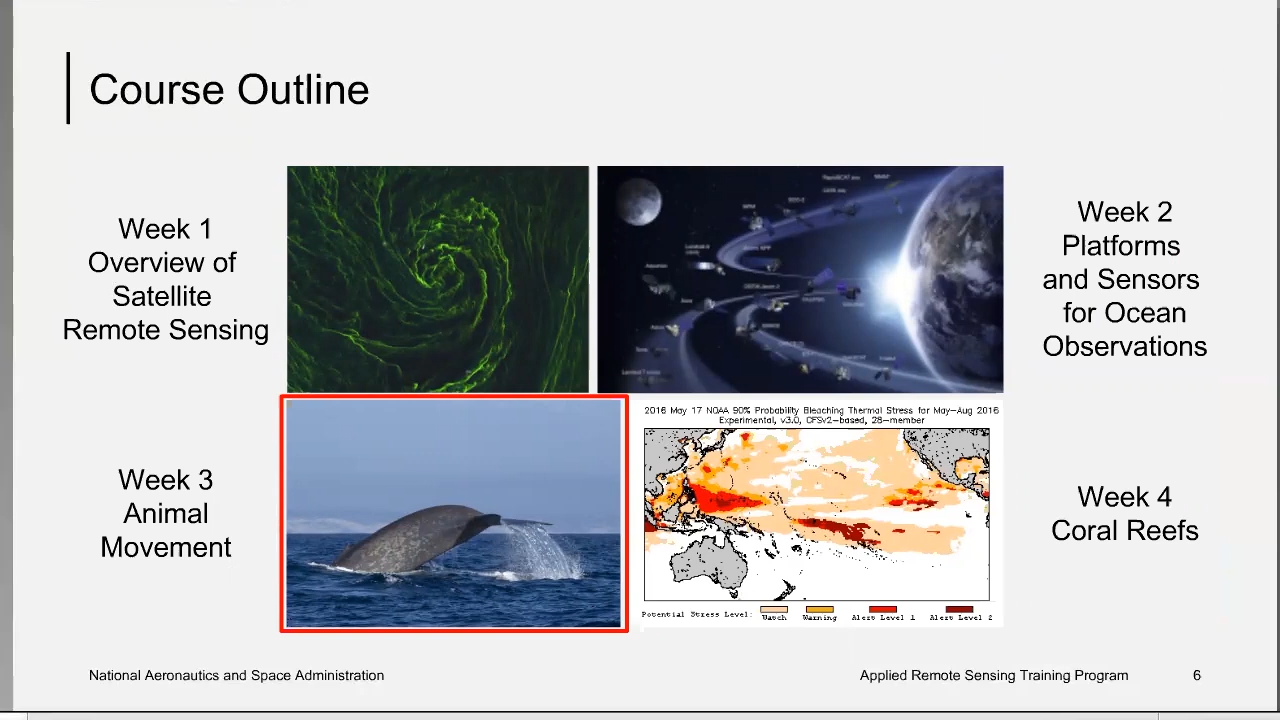 Course Outline
Week 1
Overview of
Satellite
Remote Sensing
Week 2
Platforms
and Sensors
for Ocean
Observations
Week 3
Animal
Movement
2016 May 17 NOAA 90% Probability Bleaching Thermal Stress for May-Aug 2016
Experimental, v3.0, CFSv2-based, 28-member
Potential Stress Level: Watch Warning Alert Level 1 Alert Level 2
Week 4
Coral Reefs
National Aeronautics and Space Administration
Applied Remote Sensing Training Program
6